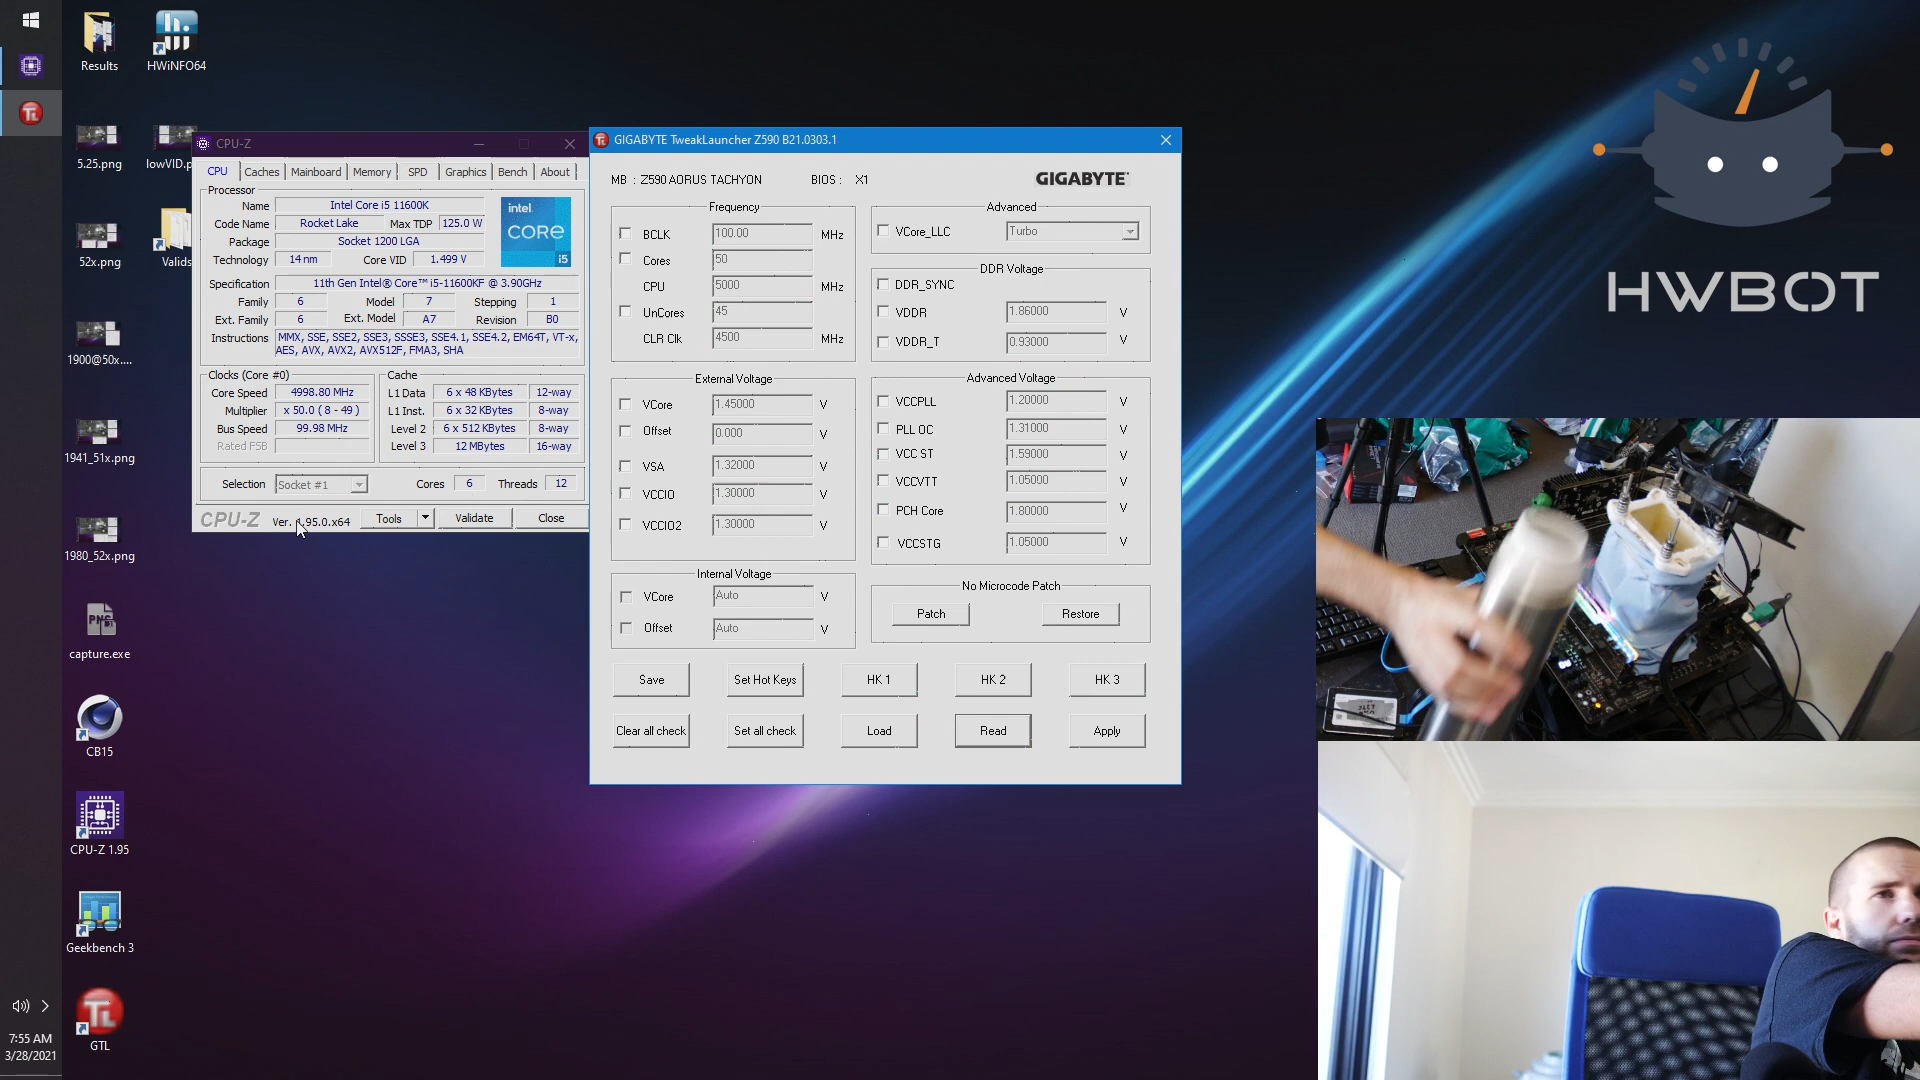 Results
HWiNFO64
5.25.png
lowVID.p
52x.png
Valids
1900@50x....
1941_51x.png
1980_52x.png
PNG
capture.exe
CB15
CPU-Z 1.95
Geekbench 3
TL
GTL
7:55 AM
3/28/2021
CPU-Z
CPU Caches Mainboard Memory SPD Graphics Bench About
Processor
Name Intel Core i5 11600K
Code Name Rocket Lake Max TDP 125.0 W
Package Socket 1200 LGA
Technology 14 nm Core VID 1.499 V
intel.
CORE
i5
Specification 11th Gen Intel® Core™ i5-11600KF @ 3.90GHz
Family 6 Model 7 Stepping 1
Ext. Family 6 Ext. Model A7 Revision B0
Instructions MMX, SSE, SSE2, SSE3, SSSE3, SSE4.1, SSE4.2, EM64T, VT-x,
AES, AVX, AVX2, AVX512F, FMA3, SHA
Clocks (Core #0)
Core Speed 4998.80 MHz
Multiplier x 50.0 ( 8 - 49 )
Bus Speed 99.98 MHz
Rated FSB
Cache
L1 Data 6 x 48 KBytes 12-way
L1 Inst. 6 x 32 KBytes 8-way
Level 2 6 x 512 KBytes 8-way
Level 3 12 MBytes 16-way
Selection Socket #1 Cores 6 Threads 12
CPU-Z Ver. 1.95.0.x64 Tools Validate Close
TL GIGABYTE TweakLauncher Z590 B21.0303.1
MB : Z590 AORUS TACHYON BIOS : X1 GIGABYTE™
Frequency
BCLK 100.00 MHz
Cores 50
CPU 5000 MHz
UnCores 45
CLR Clk 4500 MHz
External Voltage
VCore 1.45000 V
Offset 0.000 V
VSA 1.32000 V
VCCIO 1.30000 V
VCCIO2 1.30000 V
Internal Voltage
VCore Auto V
Offset Auto V
Advanced
VCore_LLC Turbo
DDR Voltage
DDR_SYNC
VDDR 1.86000 V
VDDR_T 0.93000 V
Advanced Voltage
VCCPLL 1.20000 V
PLL OC 1.31000 V
VCC ST 1.59000 V
VCCVTT 1.05000 V
PCH Core 1.80000 V
VCCSTG 1.05000 V
No Microcode Patch
Patch Restore
Save Set Hot Keys HK 1 HK 2 HK 3
Clear all check Set all check Load Read Apply
HWBOT